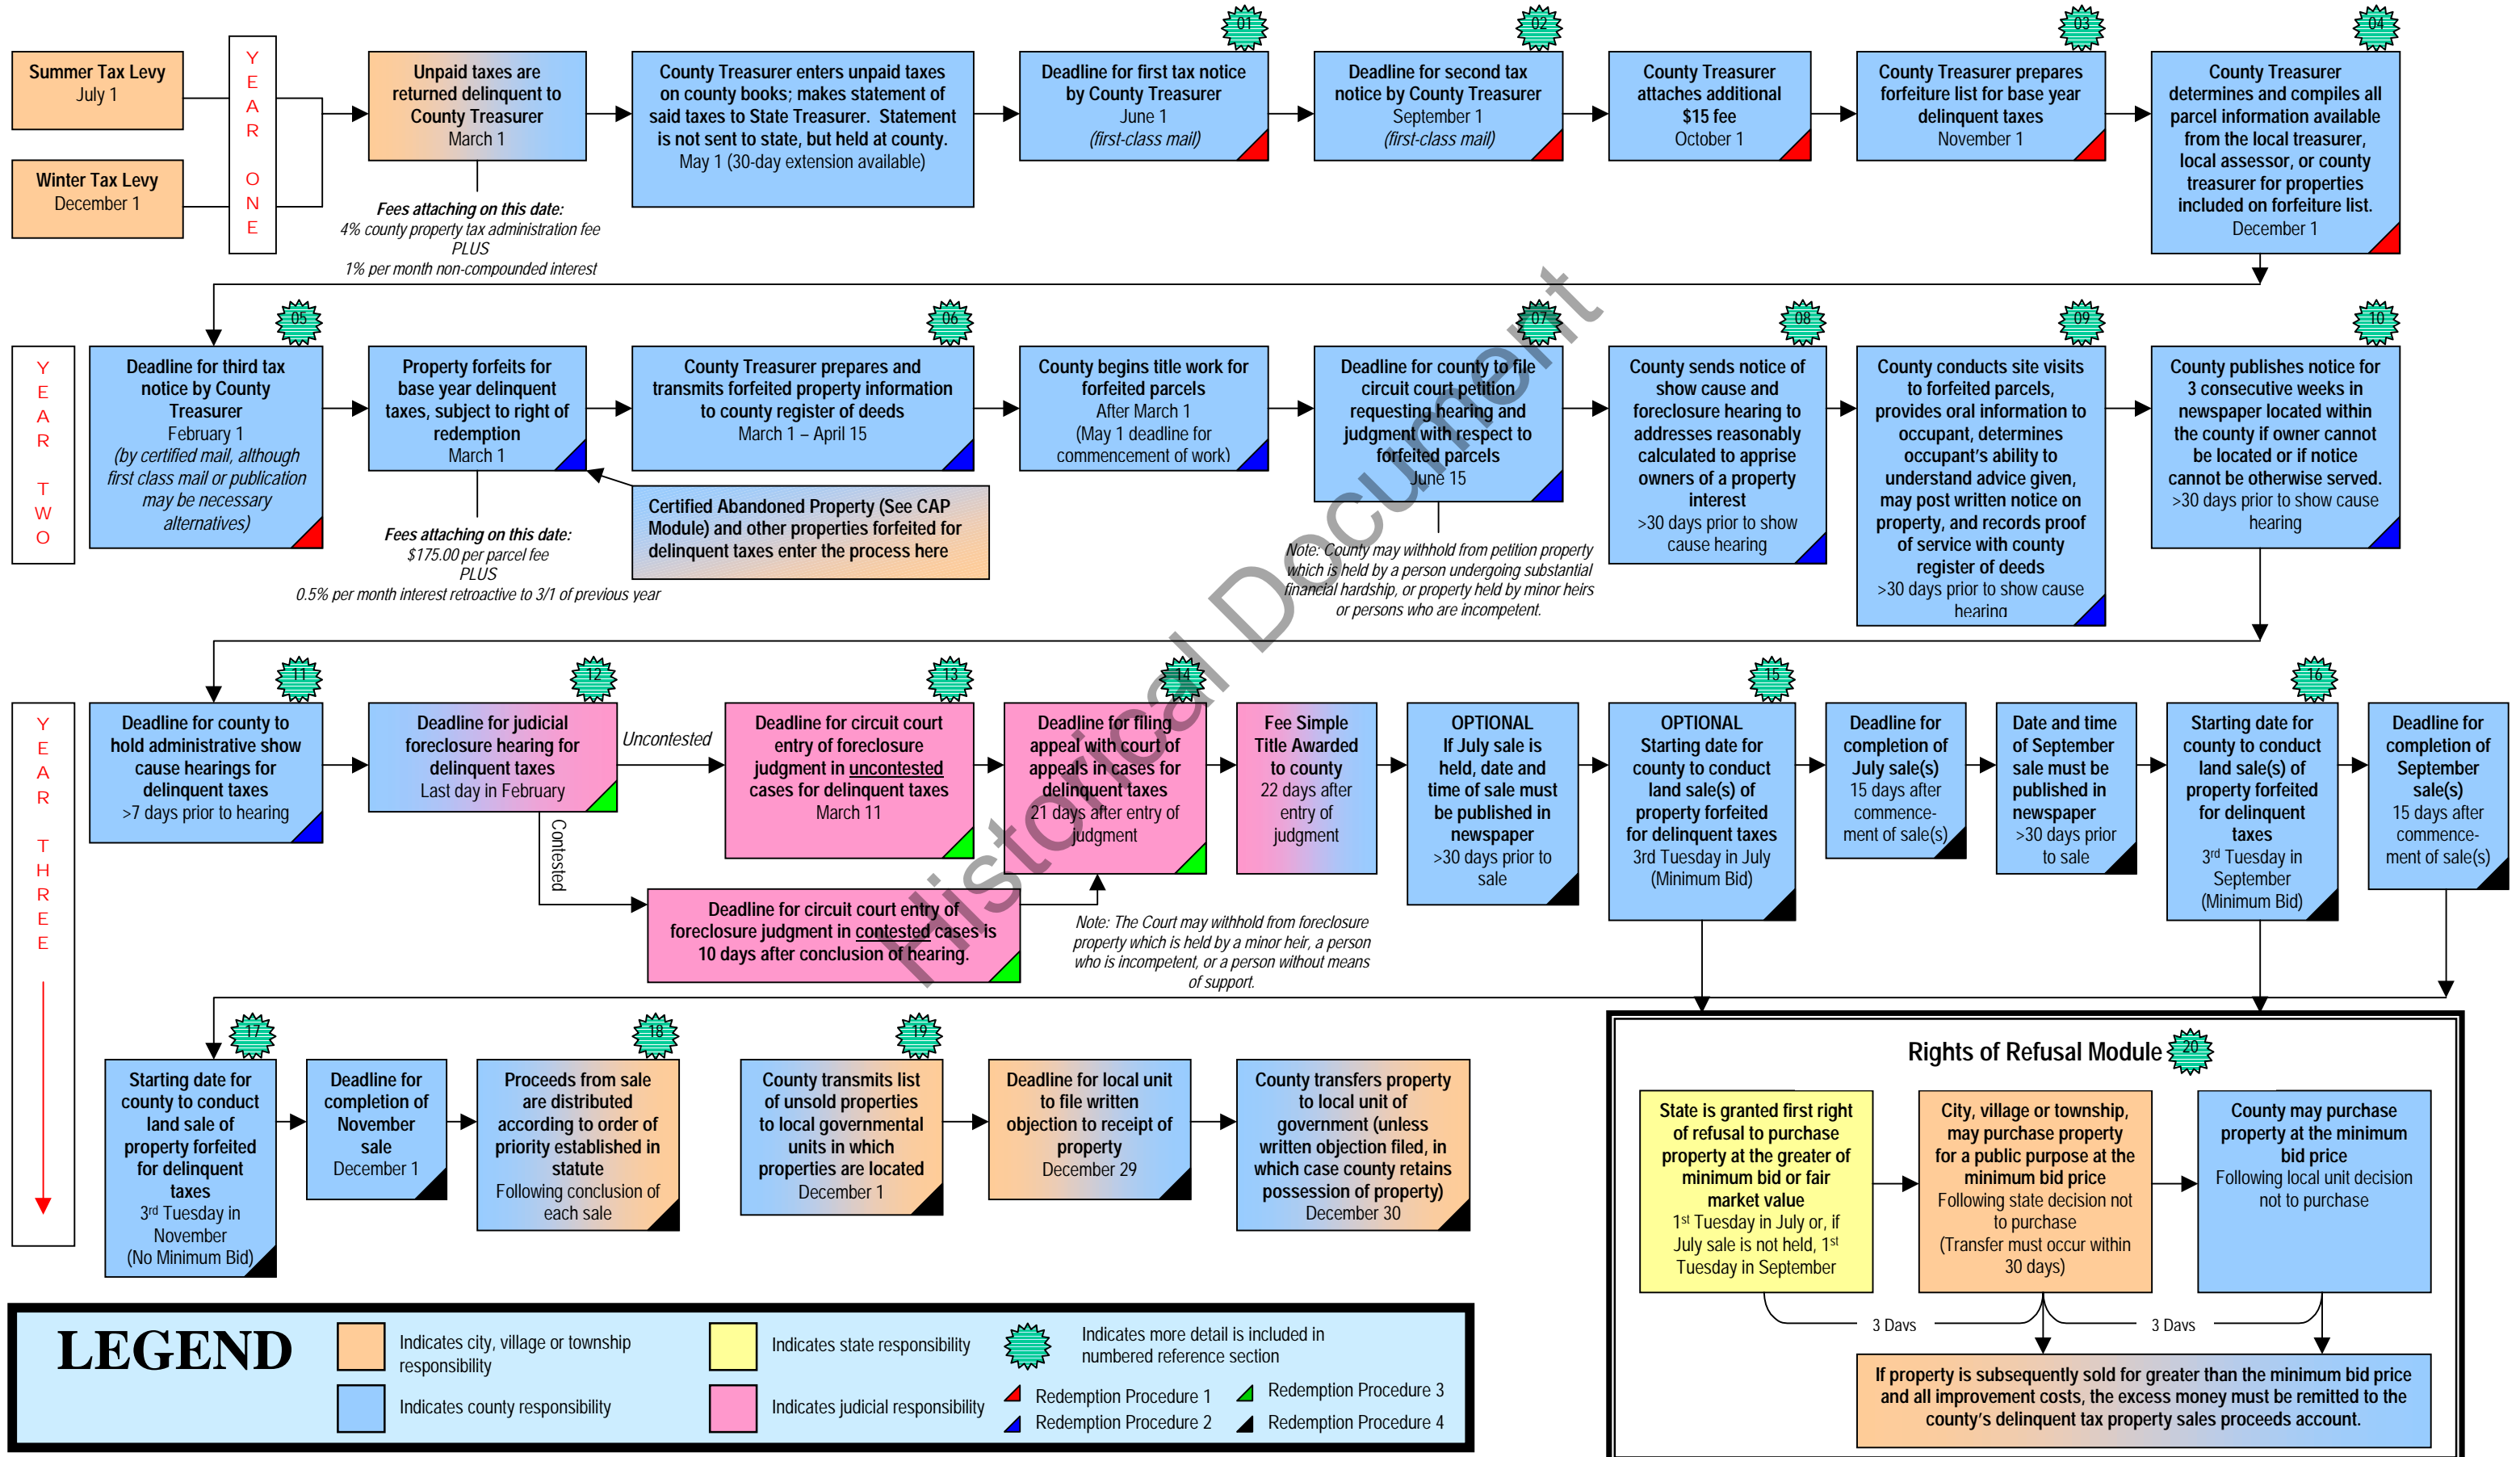 01
02
03
04
Summer Tax Levy
July 1
Winter Tax Levy
December 1
YEAR ONE
Unpaid taxes are
returned delinquent to
County Treasurer
March 1
Fees attaching on this date:
4% county property tax administration fee
PLUS
1% per month non-compounded interest
County Treasurer enters unpaid taxes
on county books; makes statement of
said taxes to State Treasurer. Statement
is not sent to state, but held at county.
May 1 (30-day extension available)
Deadline for first tax notice
by County Treasurer
June 1
(first-class mail)
Deadline for second tax
notice by County Treasurer
September 1
(first-class mail)
County Treasurer
attaches additional
$15 fee
October 1
County Treasurer prepares
forfeiture list for base year
delinquent taxes
November 1
County Treasurer
determines and compiles all
parcel information available
from the local treasurer,
local assessor, or county
treasurer for properties
included on forfeiture list.
December 1
05
06
07
08
09
10
YEAR TWO
Deadline for third tax
notice by County
Treasurer
February 1
(by certified mail, although
first class mail or publication
may be necessary
alternatives)
Property forfeits for
base year delinquent
taxes, subject to right of
redemption
March 1
Fees attaching on this date:
$175.00 per parcel fee
PLUS
0.5% per month interest retroactive to 3/1 of previous year
County Treasurer prepares and
transmits forfeited property information
to county register of deeds
March 1 – April 15
Certified Abandoned Property (See CAP
Module) and other properties forfeited for
delinquent taxes enter the process here
County begins title work for
forfeited parcels
After March 1
(May 1 deadline for
commencement of work)
Deadline for county to file
circuit court petition
requesting hearing and
judgment with respect to
forfeited parcels
June 15
Note: County may withhold from petition property
which is held by a person undergoing substantial
financial hardship, or property held by minor heirs
or persons who are incompetent.
County sends notice of
show cause and
foreclosure hearing to
addresses reasonably
calculated to apprise
owners of a property
interest
>30 days prior to show
cause hearing
County conducts site visits
to forfeited parcels,
provides oral information to
occupant, determines
occupant's ability to
understand advice given,
may post written notice on
property, and records proof
of service with county
register of deeds
>30 days prior to show cause
hearing
County publishes notice for
3 consecutive weeks in
newspaper located within
the county if owner cannot
be located or if notice
cannot be otherwise served.
>30 days prior to show cause
hearing
Historical Document
11
12
13
14
15
16
YEAR THREE
Deadline for county to
hold administrative show
cause hearings for
delinquent taxes
>7 days prior to hearing
Deadline for judicial
foreclosure hearing for
delinquent taxes
Last day in February
Uncontested
Contested
Deadline for circuit court
entry of foreclosure
judgment in uncontested
cases for delinquent taxes
March 11
Deadline for circuit court entry of
foreclosure judgment in contested cases is
10 days after conclusion of hearing.
Deadline for filing
appeal with court of
appeals in cases for
delinquent taxes
21 days after entry of
judgment
Fee Simple
Title Awarded
to county
22 days after
entry of
judgment
Note: The Court may withhold from foreclosure
property which is held by a minor heir, a person
who is incompetent, or a person without means
of support.
OPTIONAL
If July sale is
held, date and
time of sale must
be published in
newspaper
>30 days prior to
sale
OPTIONAL
Starting date for
county to conduct
land sale(s) of
property forfeited
for delinquent taxes
3rd Tuesday in July
(Minimum Bid)
Deadline for
completion of
July sale(s)
15 days after
commence-
ment of sale(s)
Date and time
of September
sale must be
published in
newspaper
>30 days prior
to sale
Starting date for
county to conduct
land sale(s) of
property forfeited
for delinquent
taxes
3rd Tuesday in
September
(Minimum Bid)
Deadline for
completion of
September
sale(s)
15 days after
commence-
ment of sale(s)
17
18
19
Starting date for
county to conduct
land sale of
property forfeited
for delinquent
taxes
3rd Tuesday in
November
(No Minimum Bid)
Deadline for
completion of
November
sale
December 1
Proceeds from sale
are distributed
according to order of
priority established in
statute
Following conclusion of
each sale
County transmits list
of unsold properties
to local governmental
units in which
properties are located
December 1
Deadline for local unit
to file written
objection to receipt of
property
December 29
County transfers property
to local unit of
government (unless
written objection filed, in
which case county retains
possession of property)
December 30
Rights of Refusal Module 20
State is granted first right
of refusal to purchase
property at the greater of
minimum bid or fair
market value
1st Tuesday in July or, if
July sale is not held, 1st
Tuesday in September
City, village or township,
may purchase property
for a public purpose at the
minimum bid price
Following state decision not
to purchase
(Transfer must occur within
30 days)
County may purchase
property at the minimum
bid price
Following local unit decision
not to purchase
3 Days
3 Days
If property is subsequently sold for greater than the minimum bid price
and all improvement costs, the excess money must be remitted to the
county's delinquent tax property sales proceeds account.
LEGEND
Indicates city, village or township
responsibility
Indicates county responsibility
Indicates state responsibility
Indicates judicial responsibility
Indicates more detail is included in
numbered reference section
Redemption Procedure 1
Redemption Procedure 2
Redemption Procedure 3
Redemption Procedure 4